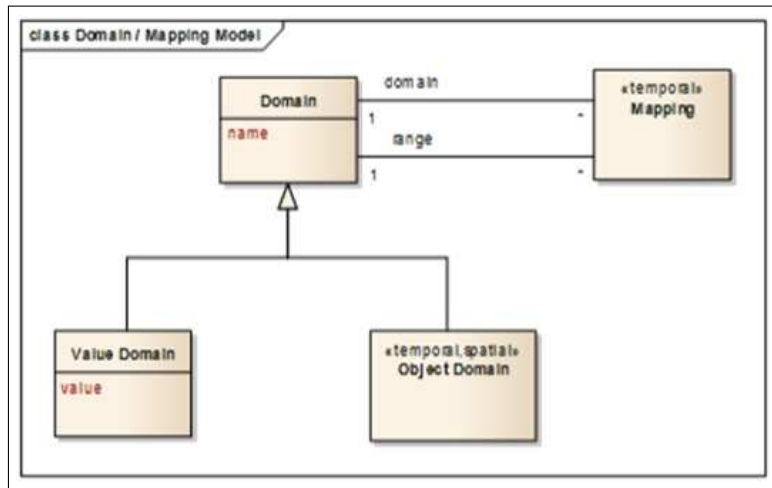 class Domain / Mapping Model
Domain
name
domain
1
*
range
1
*
«temporal»
Mapping
Value Domain
value
«temporal,spatial»
Object Domain